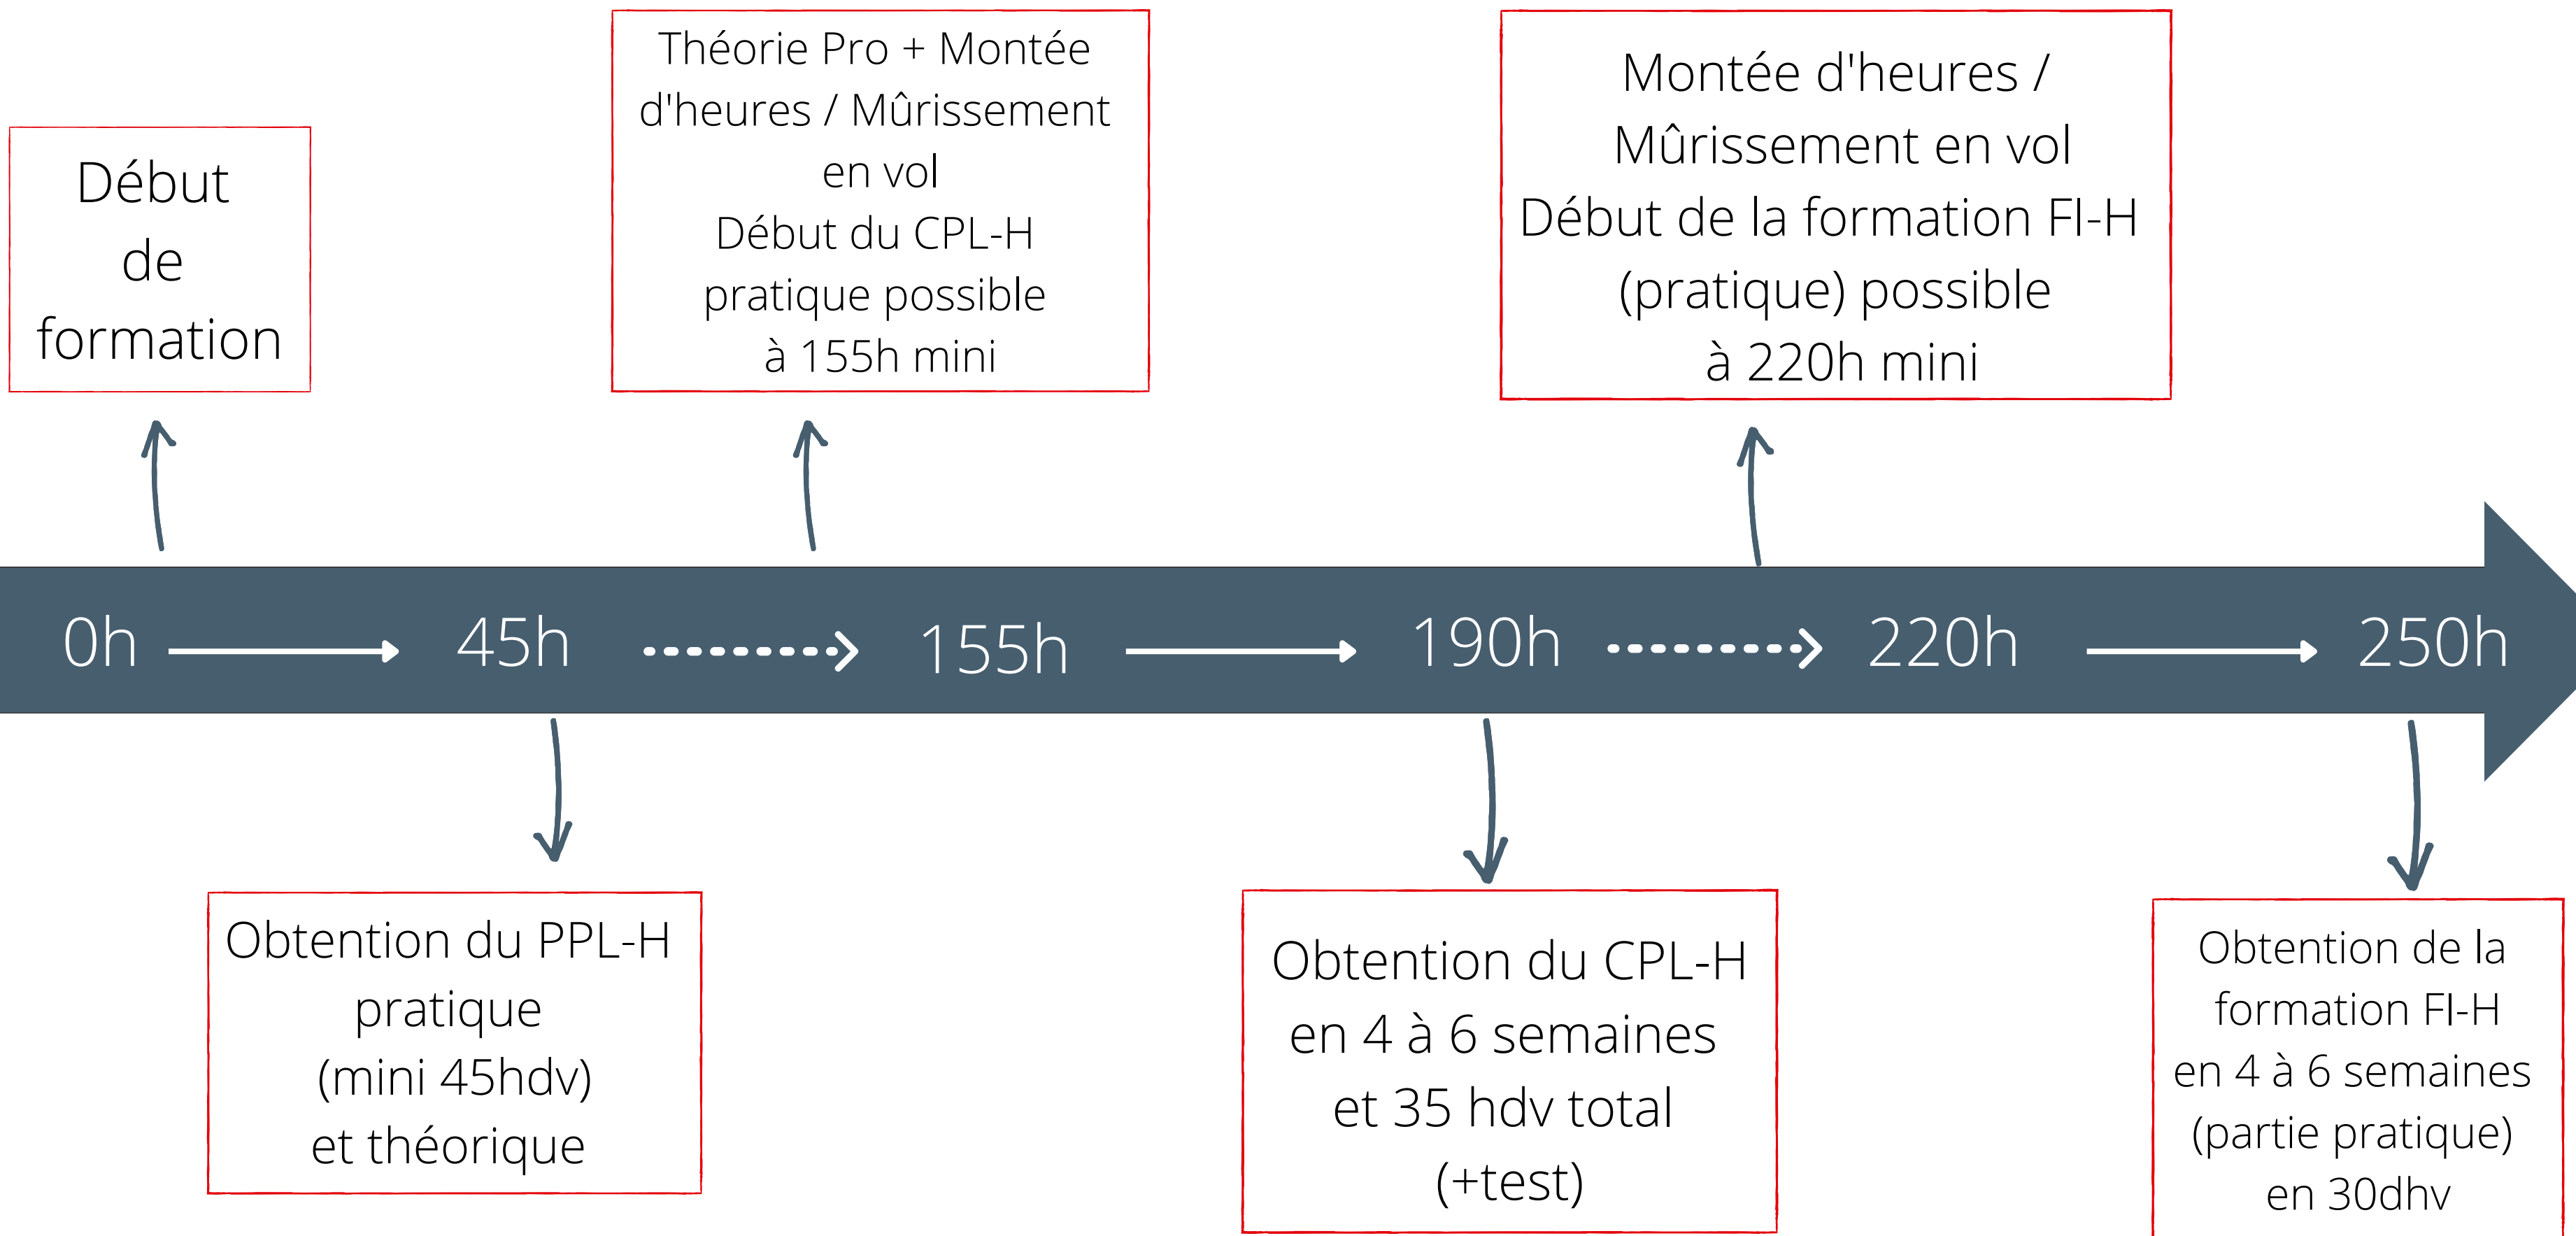 Début
de
formation
Théorie Pro + Montée
d'heures / Mûrissement
en vol
Début du CPL-H
pratique possible
à 155h mini
Montée d'heures /
Mûrissement en vol
Début de la formation FI-H
(pratique) possible
à 220h mini
0h
45h
155h
190h
220h
250h
Obtention du PPL-H
pratique
(mini 45hdv)
et théorique
Obtention du CPL-H
en 4 à 6 semaines
et 35 hdv total
(+test)
Obtention de la
formation FI-H
en 4 à 6 semaines
(partie pratique)
en 30dhv